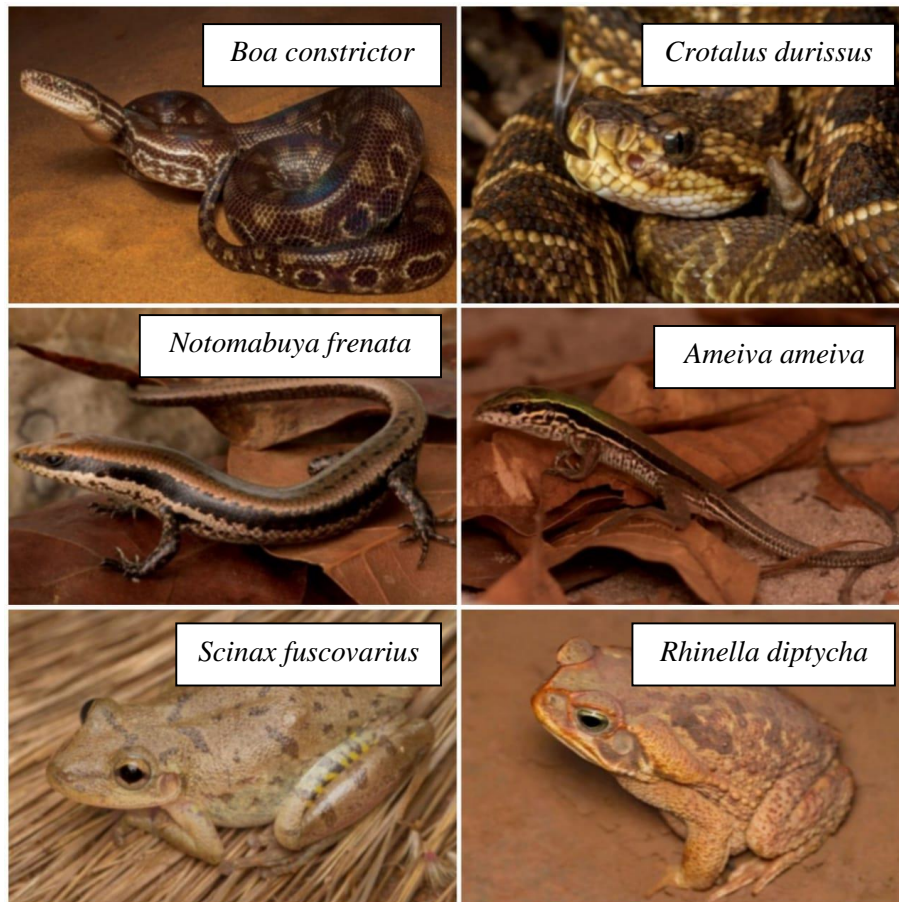 Boa constrictor
Crotalus durissus
Notomabuya frenata
Ameiva ameiva
Scinax fuscovarius
Rhinella diptycha